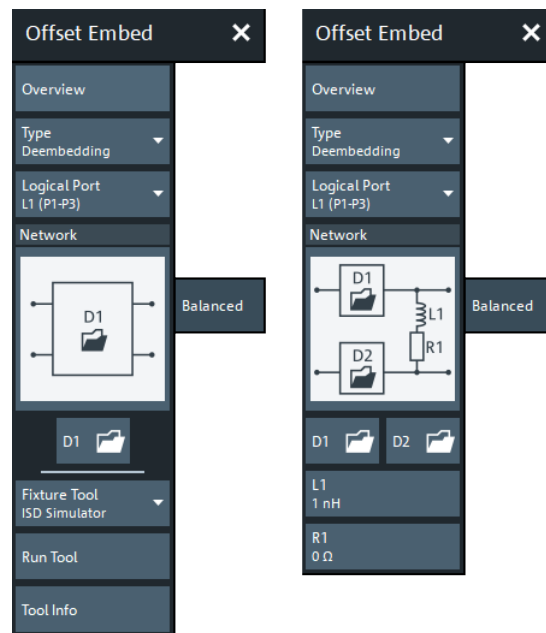 Offset Embed
Overview
Type
Deembedding
Logical Port
L1 (P1-P3)
Network
D1
Balanced
D1
Fixture Tool
ISD Simulator
Run Tool
Tool Info
Offset Embed
Overview
Type
Deembedding
Logical Port
L1 (P1-P3)
Network
D1
L1
D2
R1
Balanced
D1 D2
L1
1 nH
R1
0 Ω